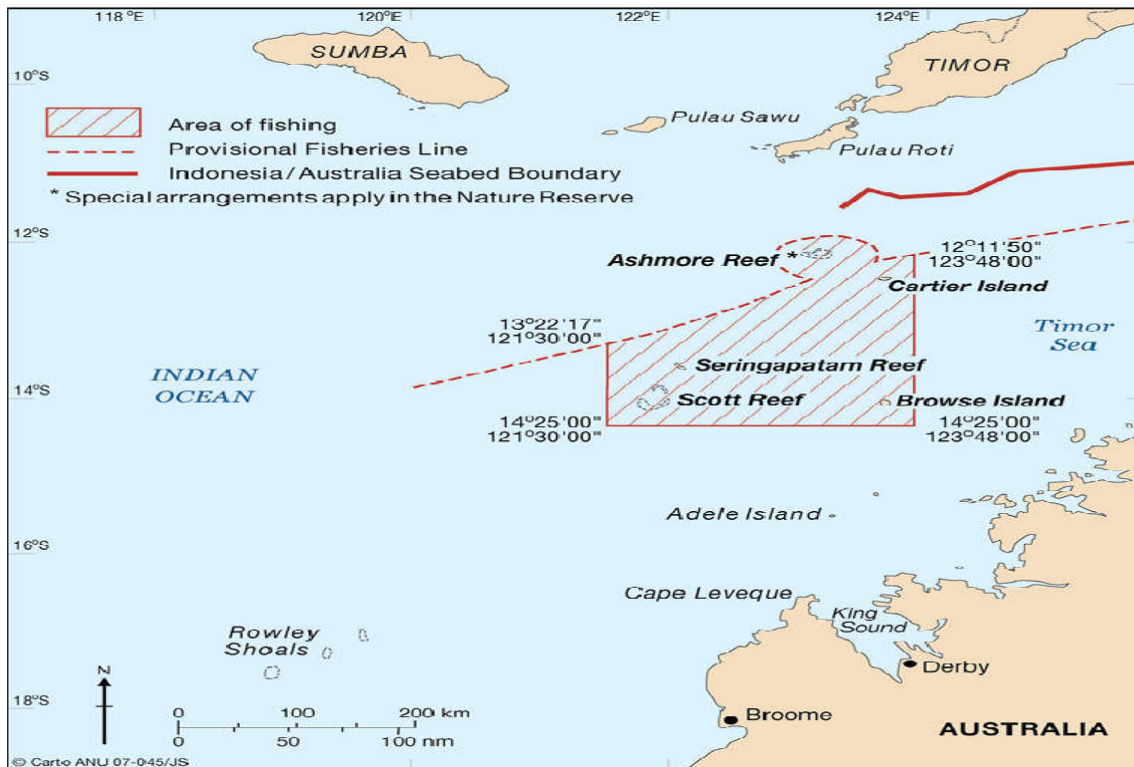 118 °E
120°E
122°E
124°E
SUMBA
TIMOR
10°S
Pulau Sawu
Area of fishing
Provisional Fisheries Line
Pulau Roti
Indonesia/Australia Seabed Boundary
* Special arrangements apply in the Nature Reserve
12°S
12°11'50"
123°48'00"
Ashmore Reef *
Cartier Island
13°22'17"
121°30'00"
Timor
Sea
Seringapatam Reef
INDIAN
OCEAN
14°S
Scott Reef
Browse Island
14°25'00"
121°30'00"
14°25'00"
123°48'00"
Adele Island
16°S
Cape Leveque
King
Sound
Rowley
Shoals
Derby
N
18°S
0 100 200 km
0 50 100 nm
Broome
AUSTRALIA
© Carto ANU 07-045/JS